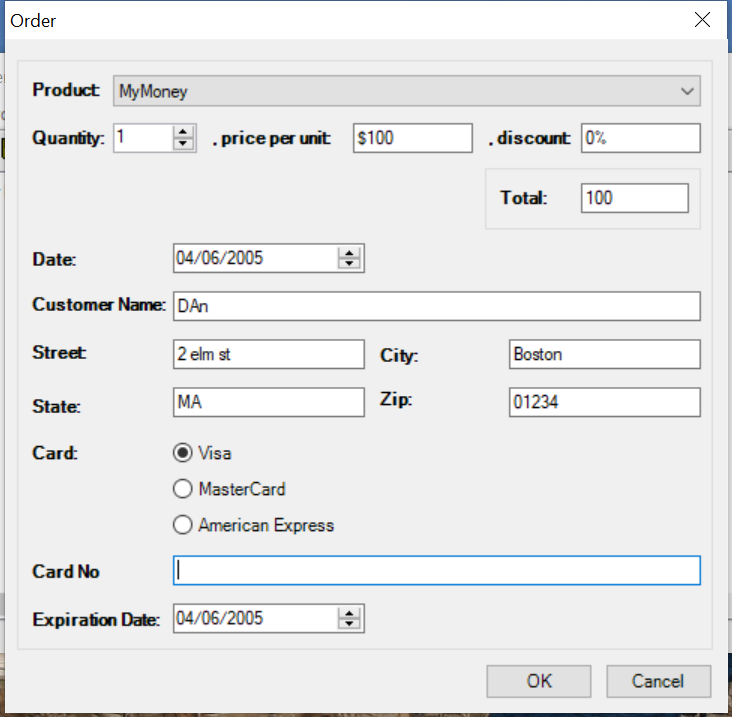 Order
Product: MyMoney
Quantity: 1 , price per unit: $100 , discount: 0%
Total: 100
Date: 04/06/2005
Customer Name: DAn
Street: 2 elm st City: Boston
State: MA Zip: 01234
Card: Visa
MasterCard
American Express
Card No
Expiration Date: 04/06/2005
OK Cancel